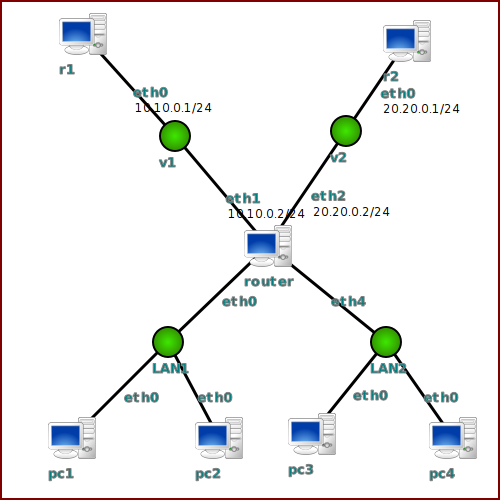 r1
r2
eth0
10.10.0.1/24
eth0
20.20.0.1/24
v1
v2
eth1
10.10.0.2/24
eth2
20.20.0.2/24
router
eth0
eth4
LAN1
LAN2
eth0
eth0
eth0
eth0
pc1
pc2
pc3
pc4